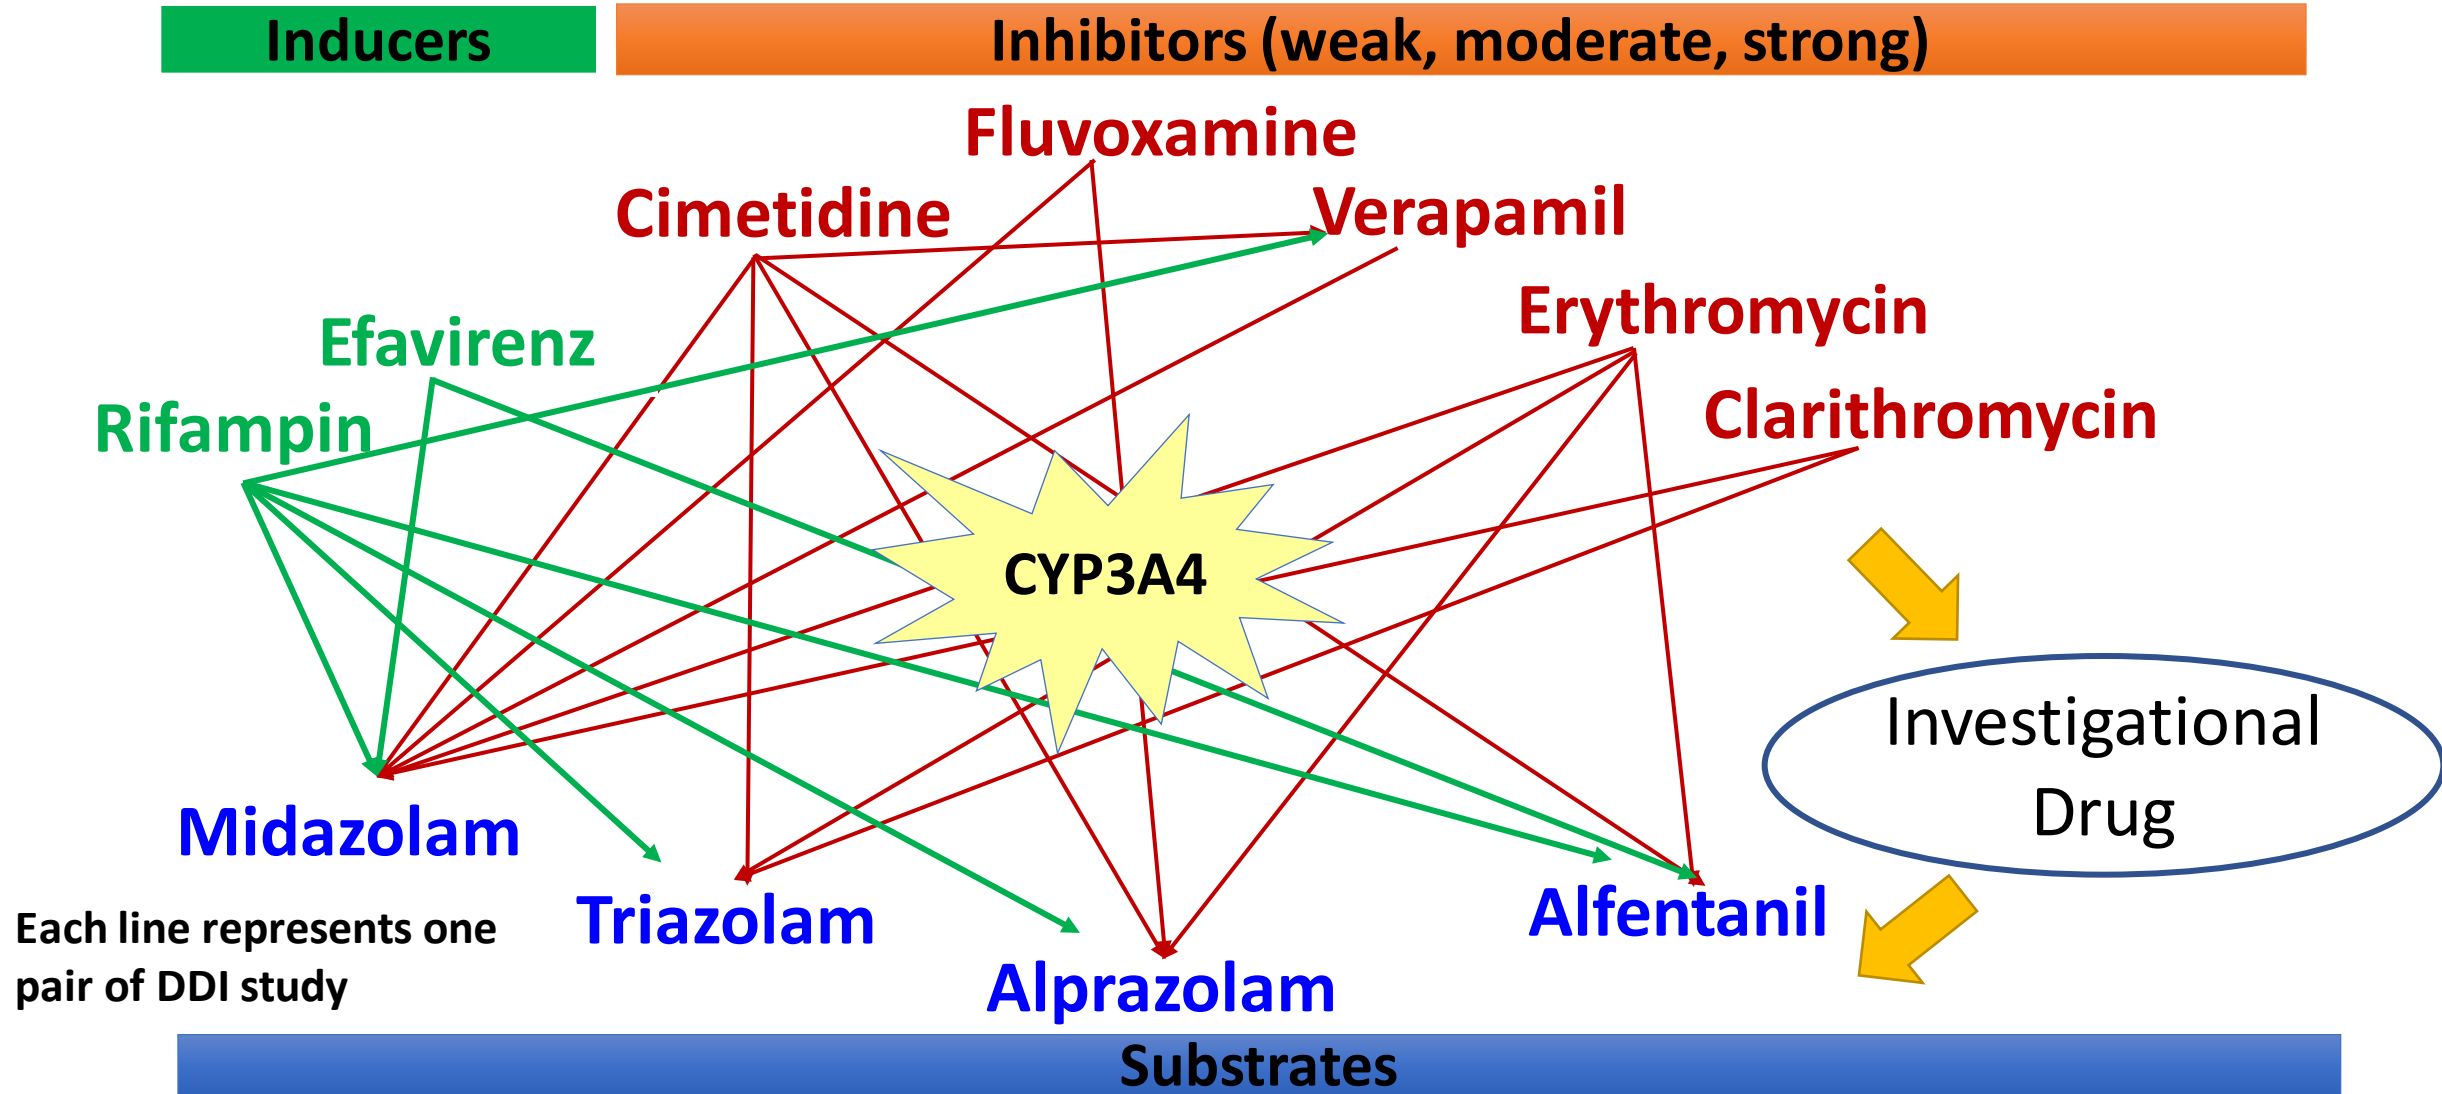 Inducers
Inhibitors (weak, moderate, strong)
Fluvoxamine
Cimetidine
Verapamil
Erythromycin
Efavirenz
Clarithromycin
Rifampin
CYP3A4
Investigational
Drug
Midazolam
Triazolam
Alfentanil
Alprazolam
Each line represents one
pair of DDI study
Substrates